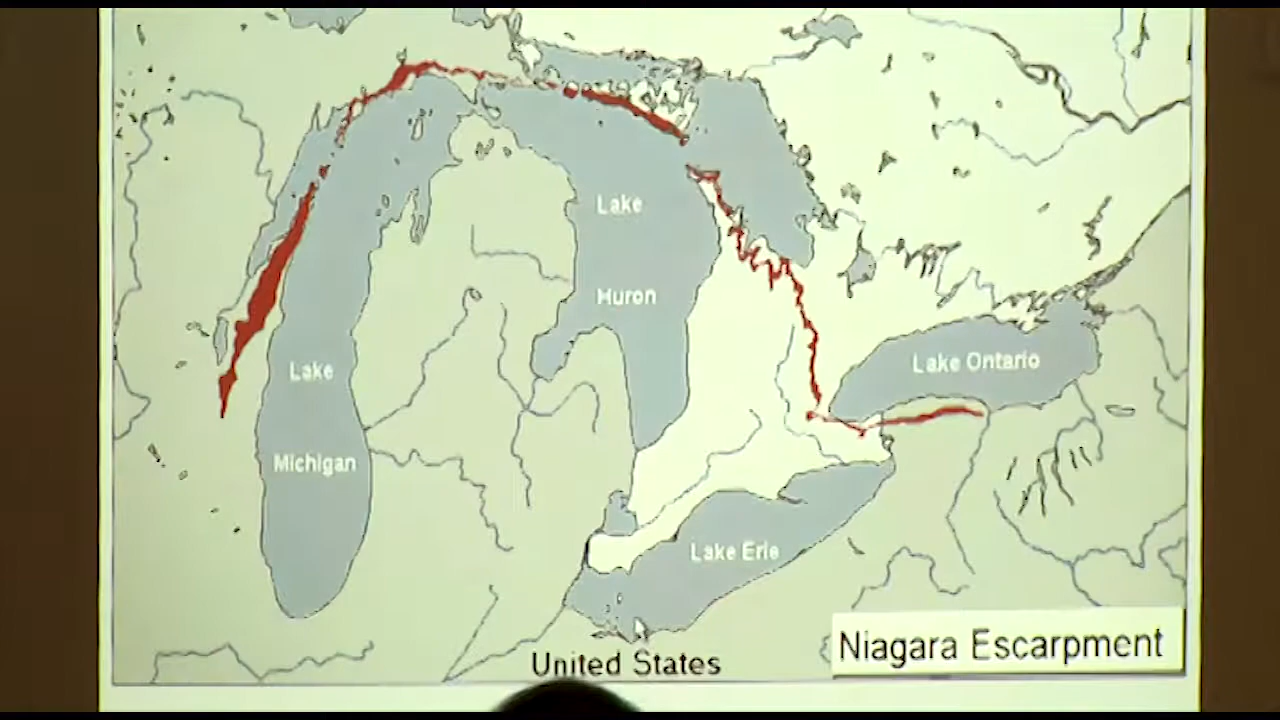 Lake
Huron
Lake
Michigan
Lake Ontario
Lake Erie
United States
Niagara Escarpment